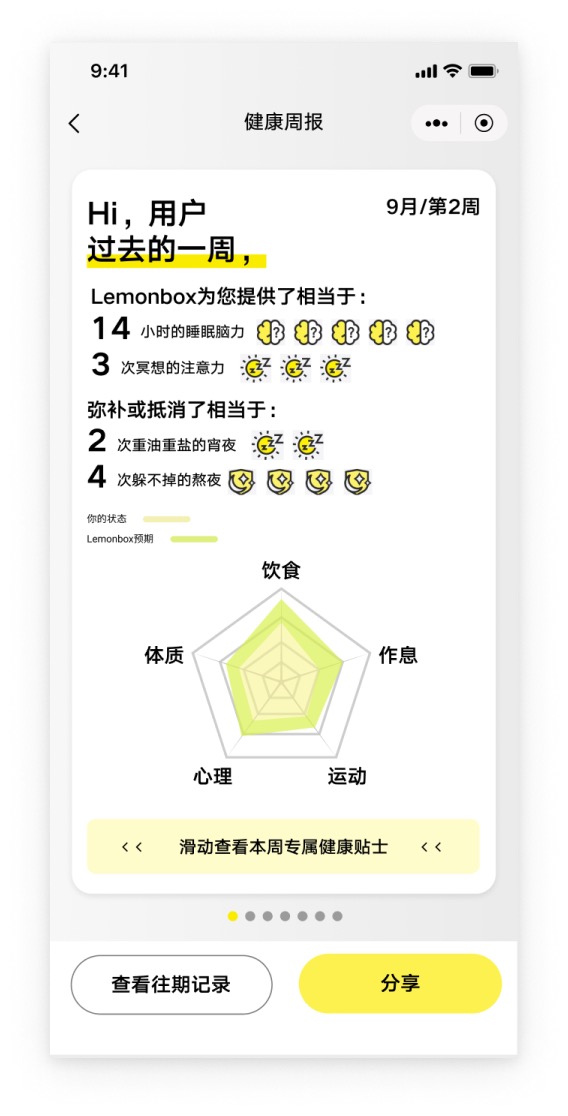 9:41
健康周报
Hi，用户
9月/第2周
过去的一周，
Lemonbox为您提供了相当于：
14 小时的睡眠脑力
3 次冥想的注意力
弥补或抵消了相当于：
2 次重油重盐的宵夜
4 次躲不掉的熬夜
你的状态
Lemonbox预期
饮食
体质
作息
心理
运动
<< 滑动查看本周专属健康贴士 <<
查看往期记录
分享